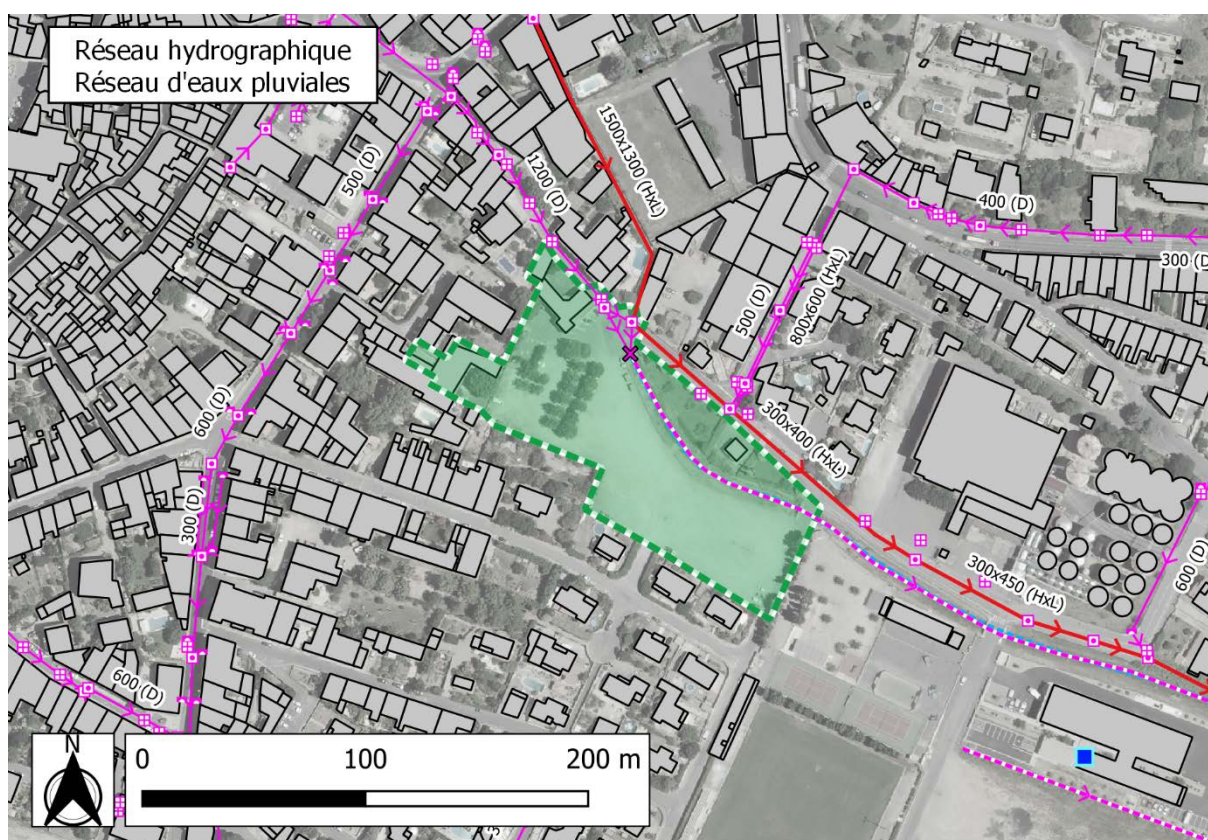 Réseau hydrographique
Réseau d'eaux pluviales
1500x1300 (HxL)
500 (D)
1200 (D)
400 (D)
300 (D
500 (D)
800x600 (HxL)
600 (D)
300x400 (HxL)
300 (D)
300x450 (HxL)
600 (D)
600 (D)
N
0 100 200 m